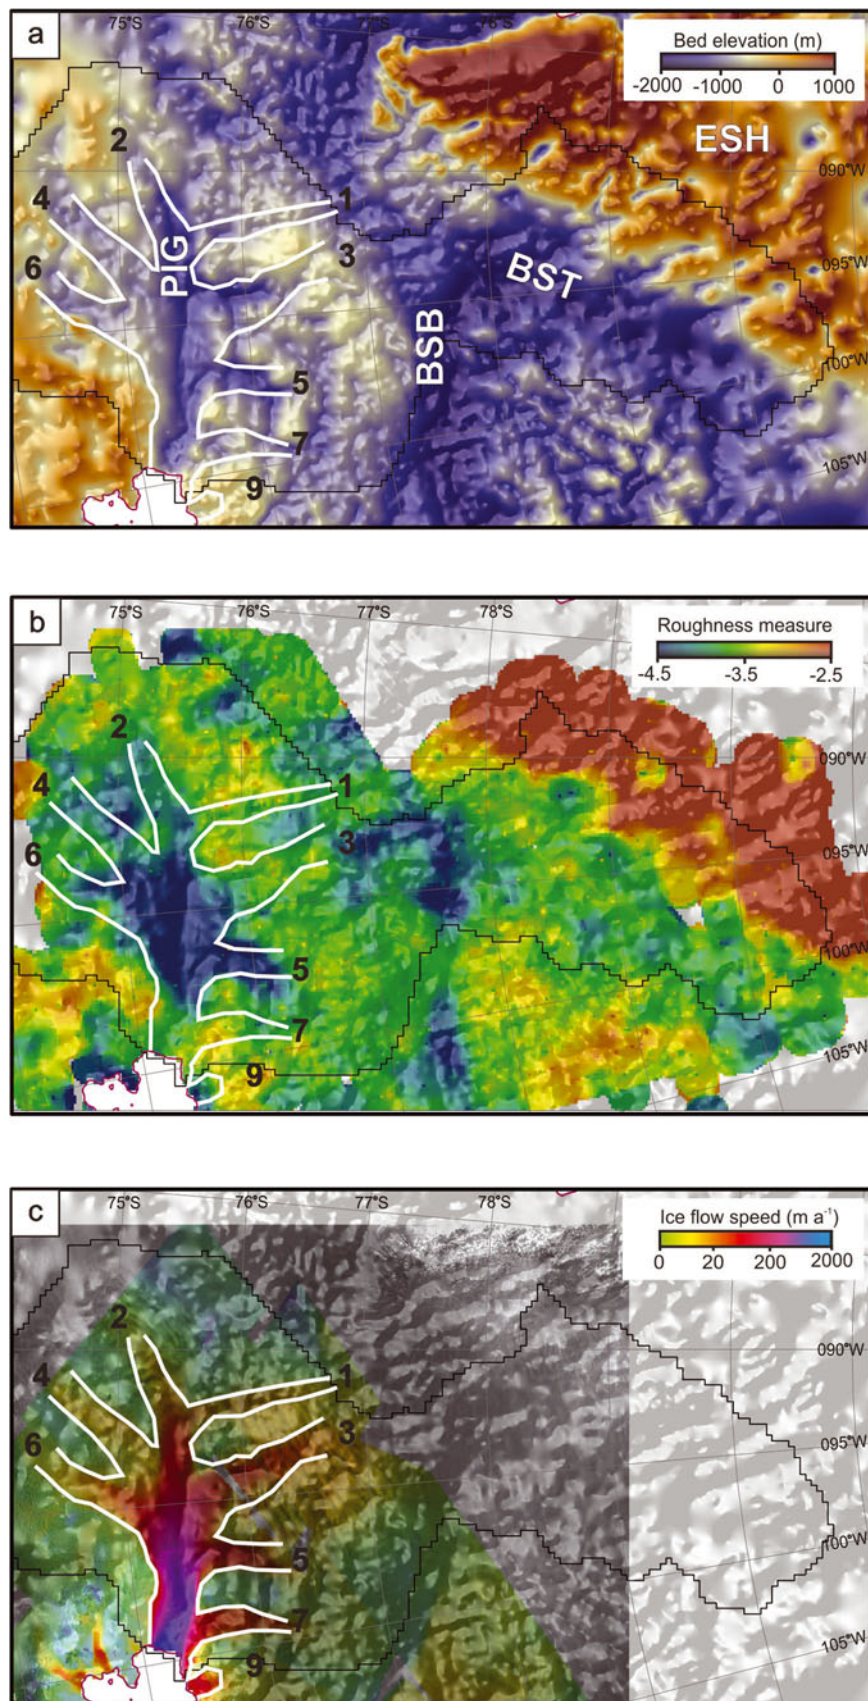 a
75°S
76°S
77°S
78°S
Bed elevation (m)
-2000 -1000 0 1000
ESH
2
090°W
4
1
PIG
3
6
BST
095°W
BSB
5
100°W
7
105°W
9
b
75°S
76°S
77°S
78°S
Roughness measure
-4.5 -3.5 -2.5
2
090°W
4
1
3
6
095°W
5
100°W
7
105°W
9
c
75°S
76°S
77°S
78°S
Ice flow speed (m a⁻¹)
0 20 200 2000
2
090°W
4
1
3
6
095°W
5
100°W
7
105°W
9